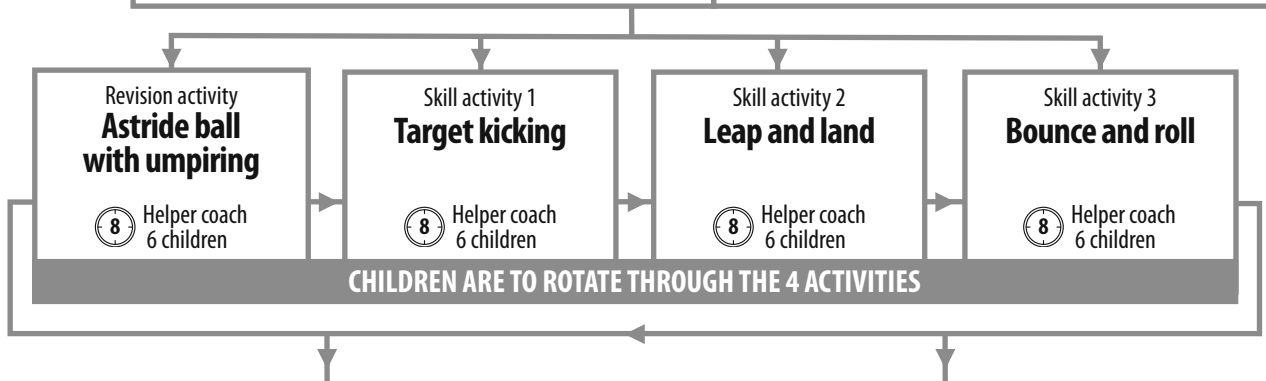 Revision activity
Astride ball
with umpiring
8
Helper coach
6 children
Skill activity 1
Target kicking
8
Helper coach
6 children
Skill activity 2
Leap and land
8
Helper coach
6 children
Skill activity 3
Bounce and roll
8
Helper coach
6 children
CHILDREN ARE TO ROTATE THROUGH THE 4 ACTIVITIES